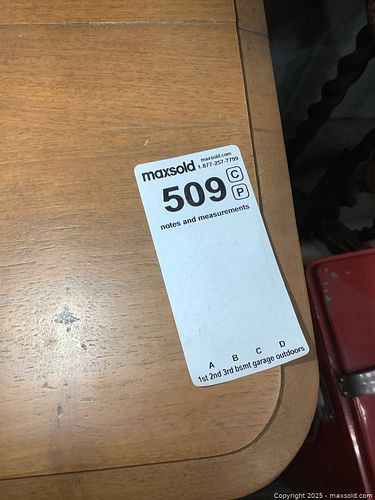 maxsold
maxsold.com
1-877-257-7799
509
C
P
notes and measurements
A B C D
1st 2nd 3rd bsmt garage outdoors
Copyright 2025 - maxsold.com